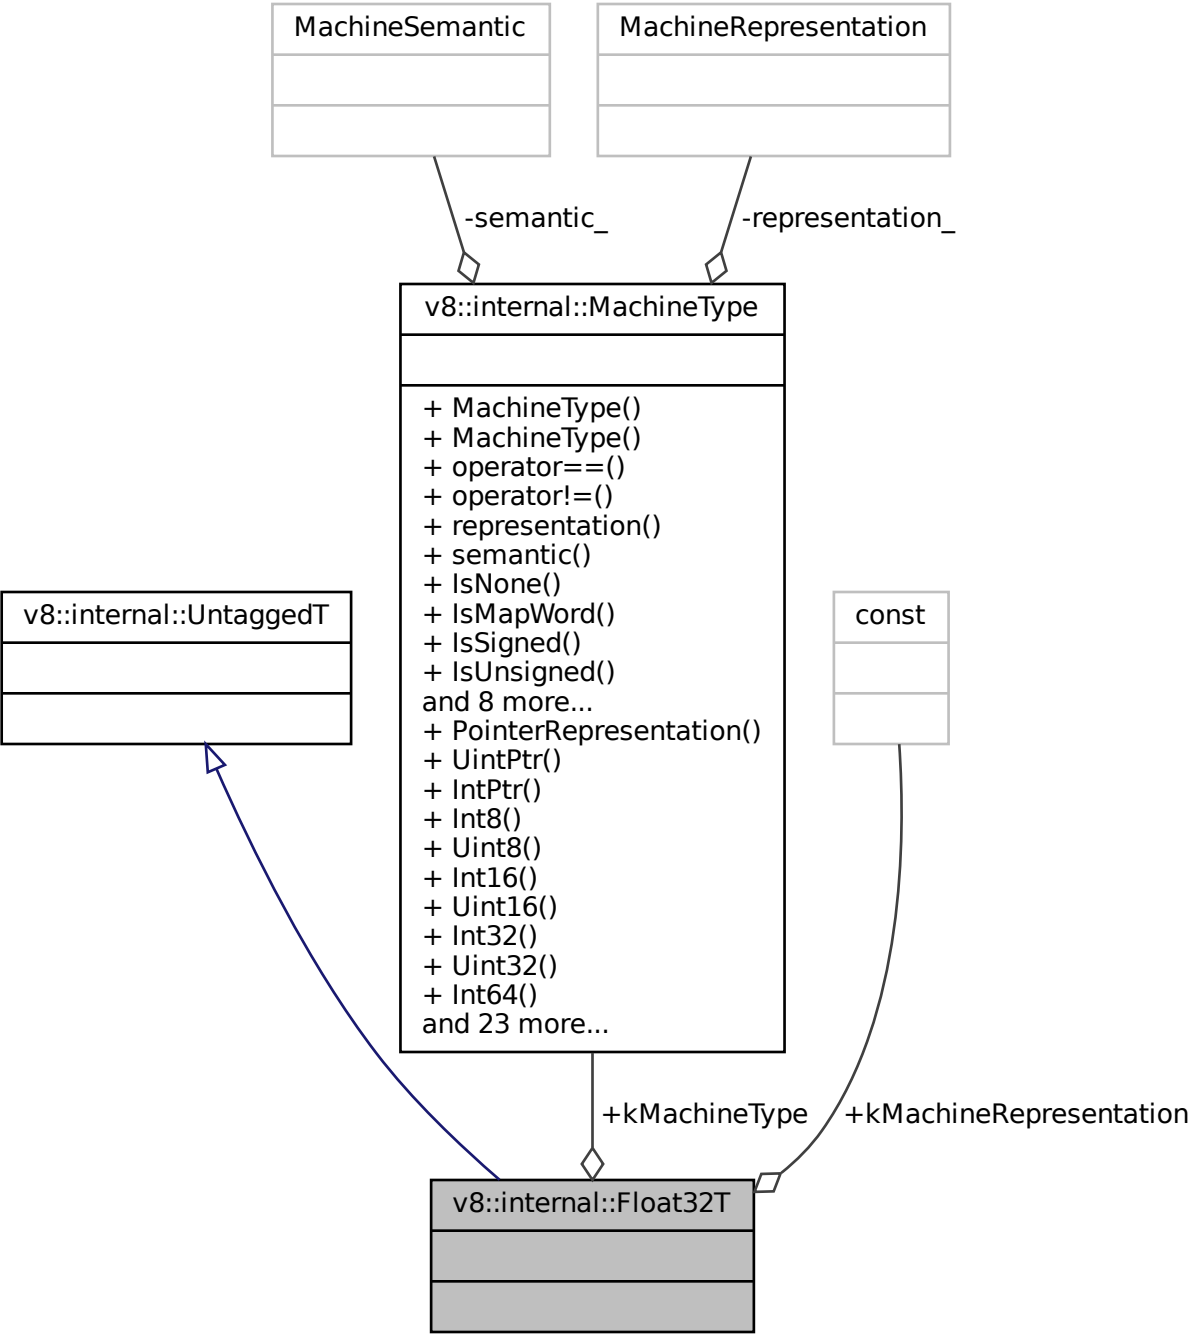 MachineSemantic
MachineRepresentation
-semantic_
-representation_
v8::internal::MachineType
+ MachineType()
+ MachineType()
+ operator==()
+ operator!=()
+ representation()
+ semantic()
+ IsNone()
+ IsMapWord()
+ IsSigned()
+ IsUnsigned()
and 8 more...
+ PointerRepresentation()
+ UintPtr()
+ IntPtr()
+ Int8()
+ Uint8()
+ Int16()
+ Uint16()
+ Int32()
+ Uint32()
+ Int64()
and 23 more...
v8::internal::UntaggedT
const
+kMachineType
+kMachineRepresentation
v8::internal::Float32T